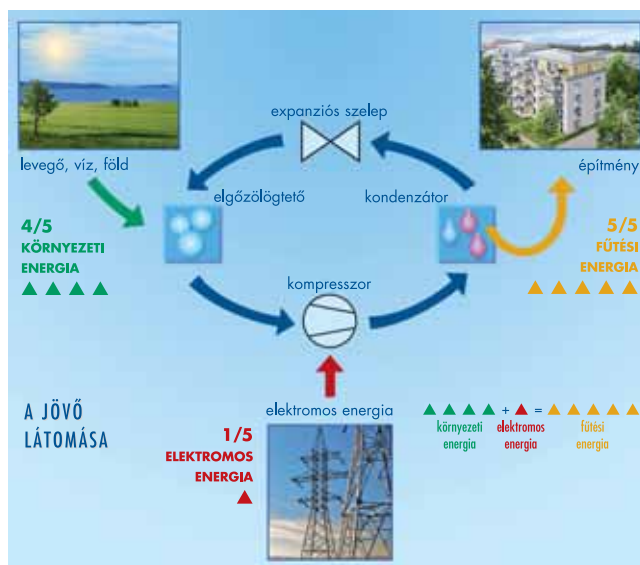 expanziós szelep
levegő, víz, föld
elgőzölögtető
kondenzátor
építmény
4/5
KÖRNYEZETI
ENERGIA
5/5
FŰTÉSI
ENERGIA
kompresszor
A JÖVŐ
LÁTOMÁSA
elektromos energia
1/5
ELEKTROMOS
ENERGIA
+ =
környezeti
energia
elektromos
energia
fűtési
energia